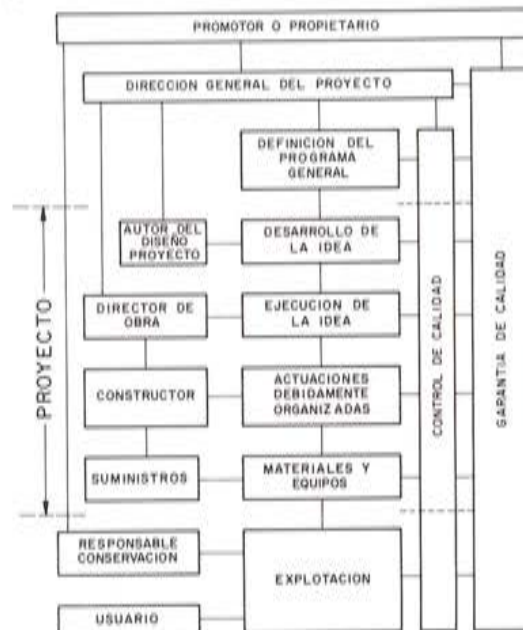 PROMOTOR O PROPIETARIO
DIRECCION GENERAL DEL PROYECTO
DEFINICION DEL
PROGRAMA
GENERAL
AUTOR DEL
DISEÑO
PROYECTO
DESARROLLO DE
LA IDEA
DIRECTOR DE
OBRA
EJECUCION DE
LA IDEA
CONSTRUCTOR
ACTUACIONES
DEBIDAMENTE
ORGANIZADAS
SUMINISTROS
MATERIALES Y
EQUIPOS
RESPONSABLE
CONSERVACION
EXPLOTACION
USUARIO
PROYECTO
CONTROL DE CALIDAD
GARANTIA DE CALIDAD